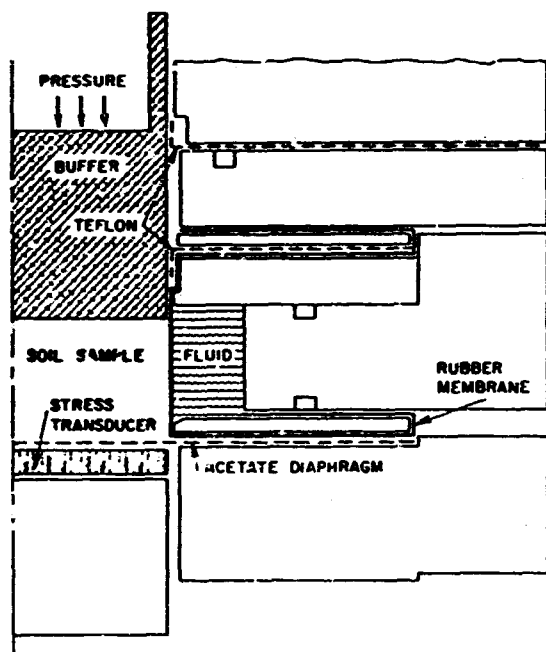 PRESSURE
BUFFER
TEFLON
SOIL SAMPLE
FLUID
RUBBER
MEMBRANE
STRESS
TRANSDUCER
ACETATE DIAPHRAGM